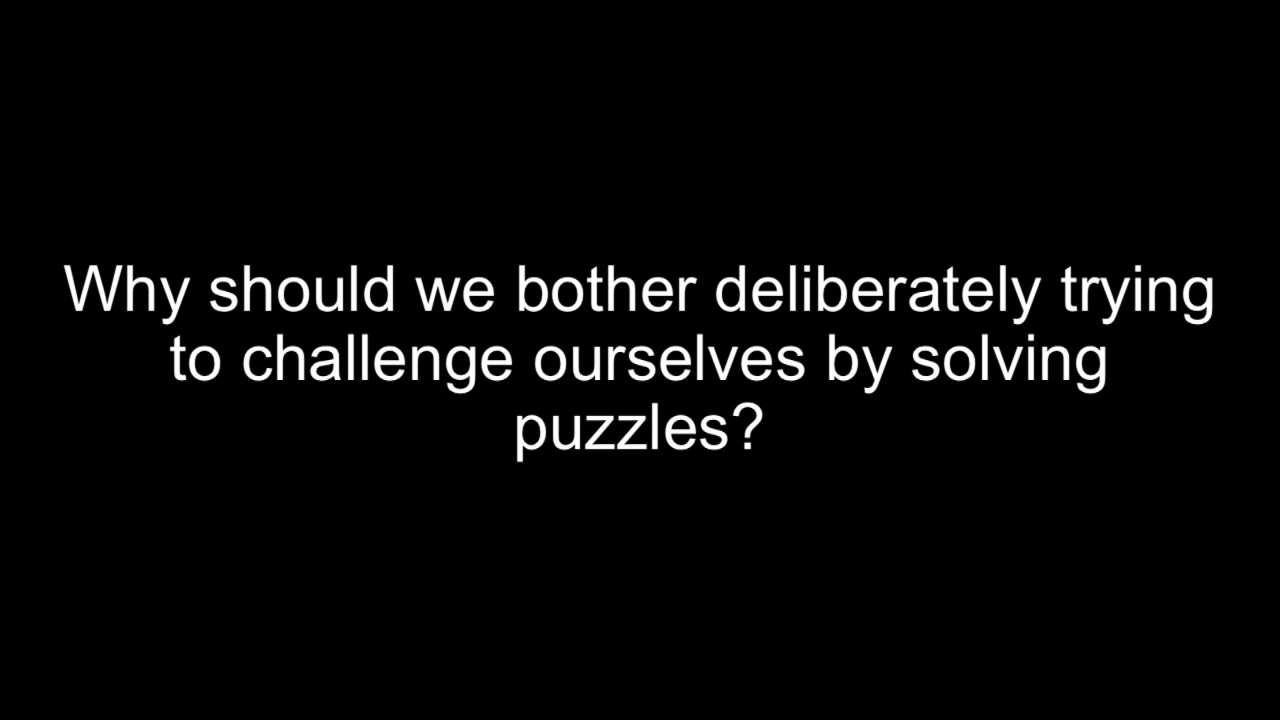 Why should we bother deliberately trying
to challenge ourselves by solving
puzzles?